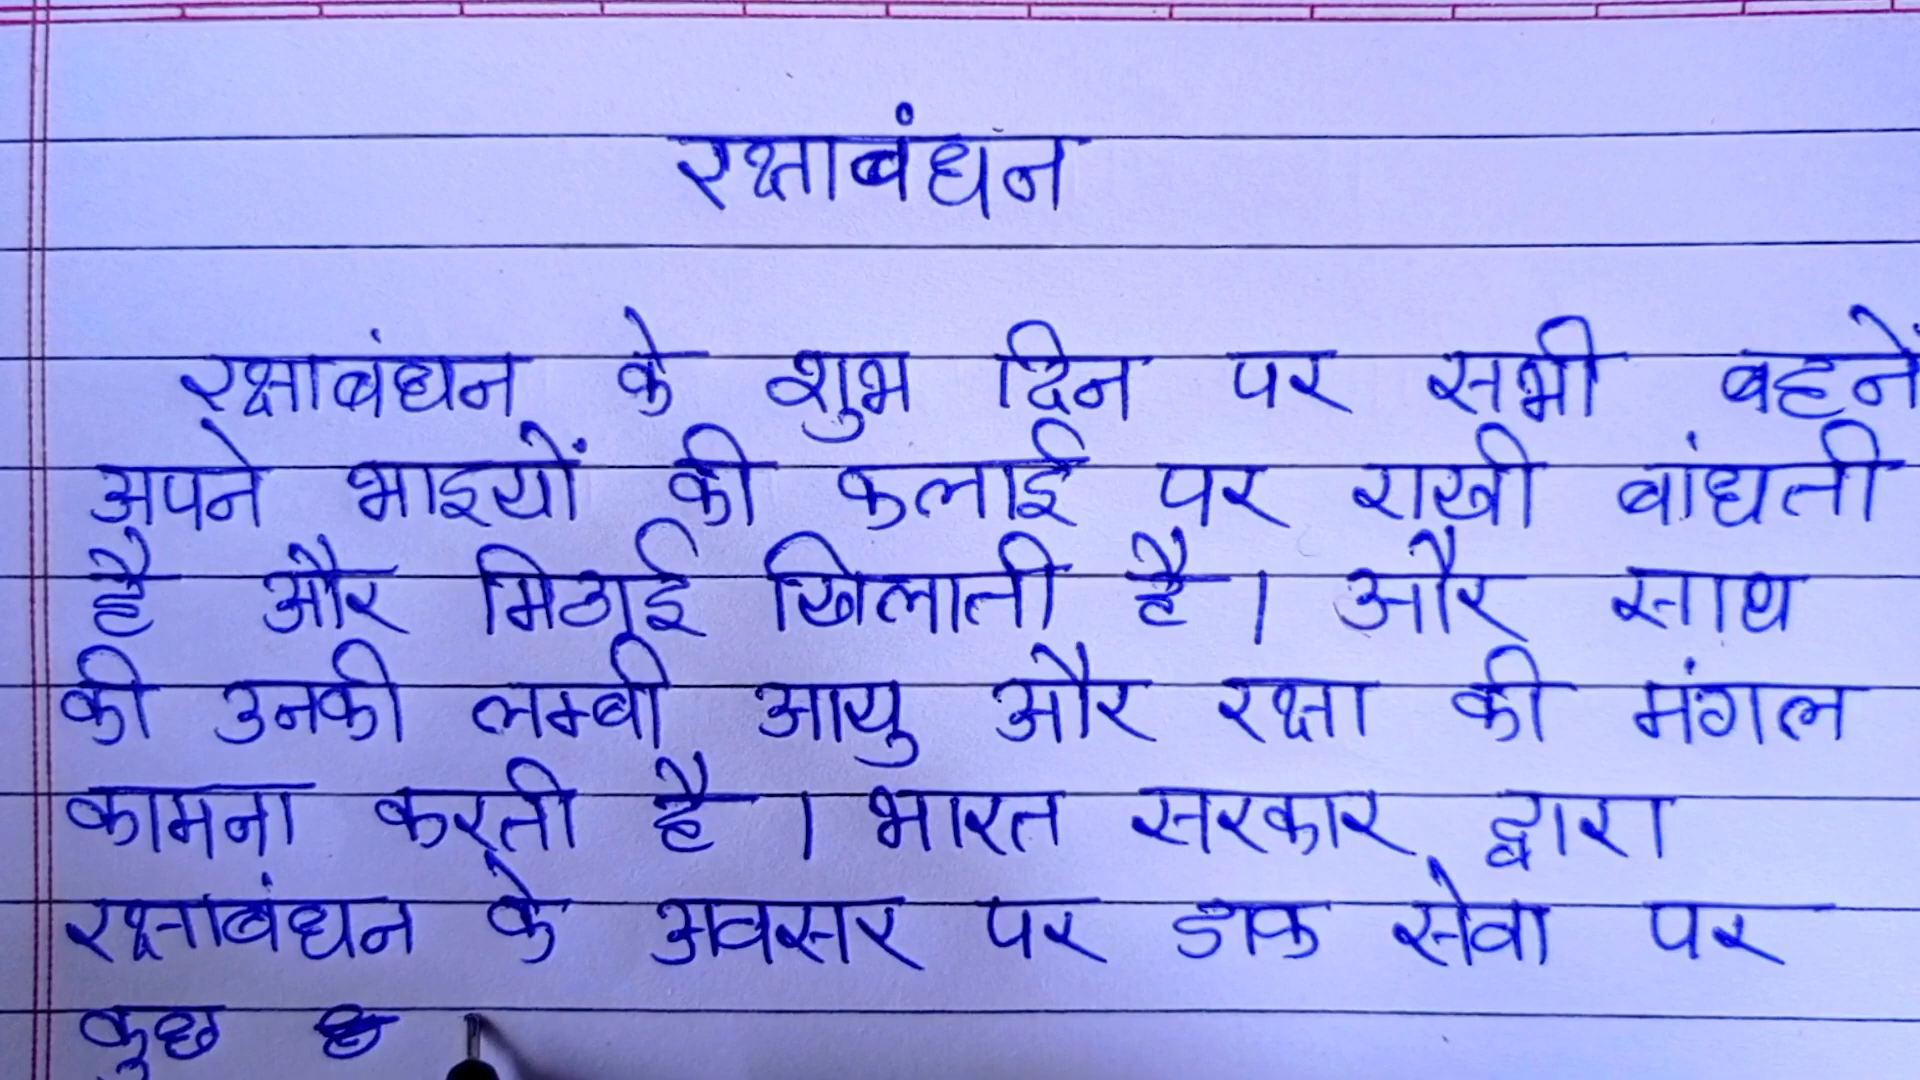 रक्षाबंधन
रक्षाबंधन के शुभ दिन पर सभी बहनें
अपने भाइयों की कलाई पर राखी बांधती
है और मिठाई खिलाती है। और साथ
की उनकी लम्बी आयु और रक्षा की मंगल
कामना करती है। भारत सरकार द्वारा
रक्षाबंधन के अवसर पर डाक सेवा पर
कुछ